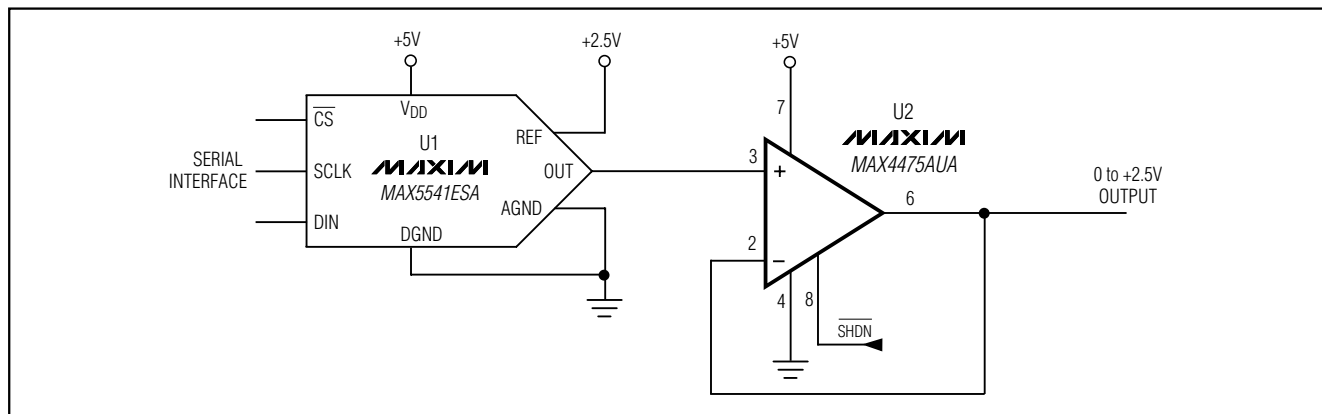 +5V
+2.5V
+5V
CS
VDD
REF
7
U2
MAXIM
MAX4475AUA
SERIAL
INTERFACE
SCLK
U1
MAXIM
MAX5541ESA
OUT
3
+
0 to +2.5V
OUTPUT
6
DIN
AGND
DGND
2
−
4
8
SHDN